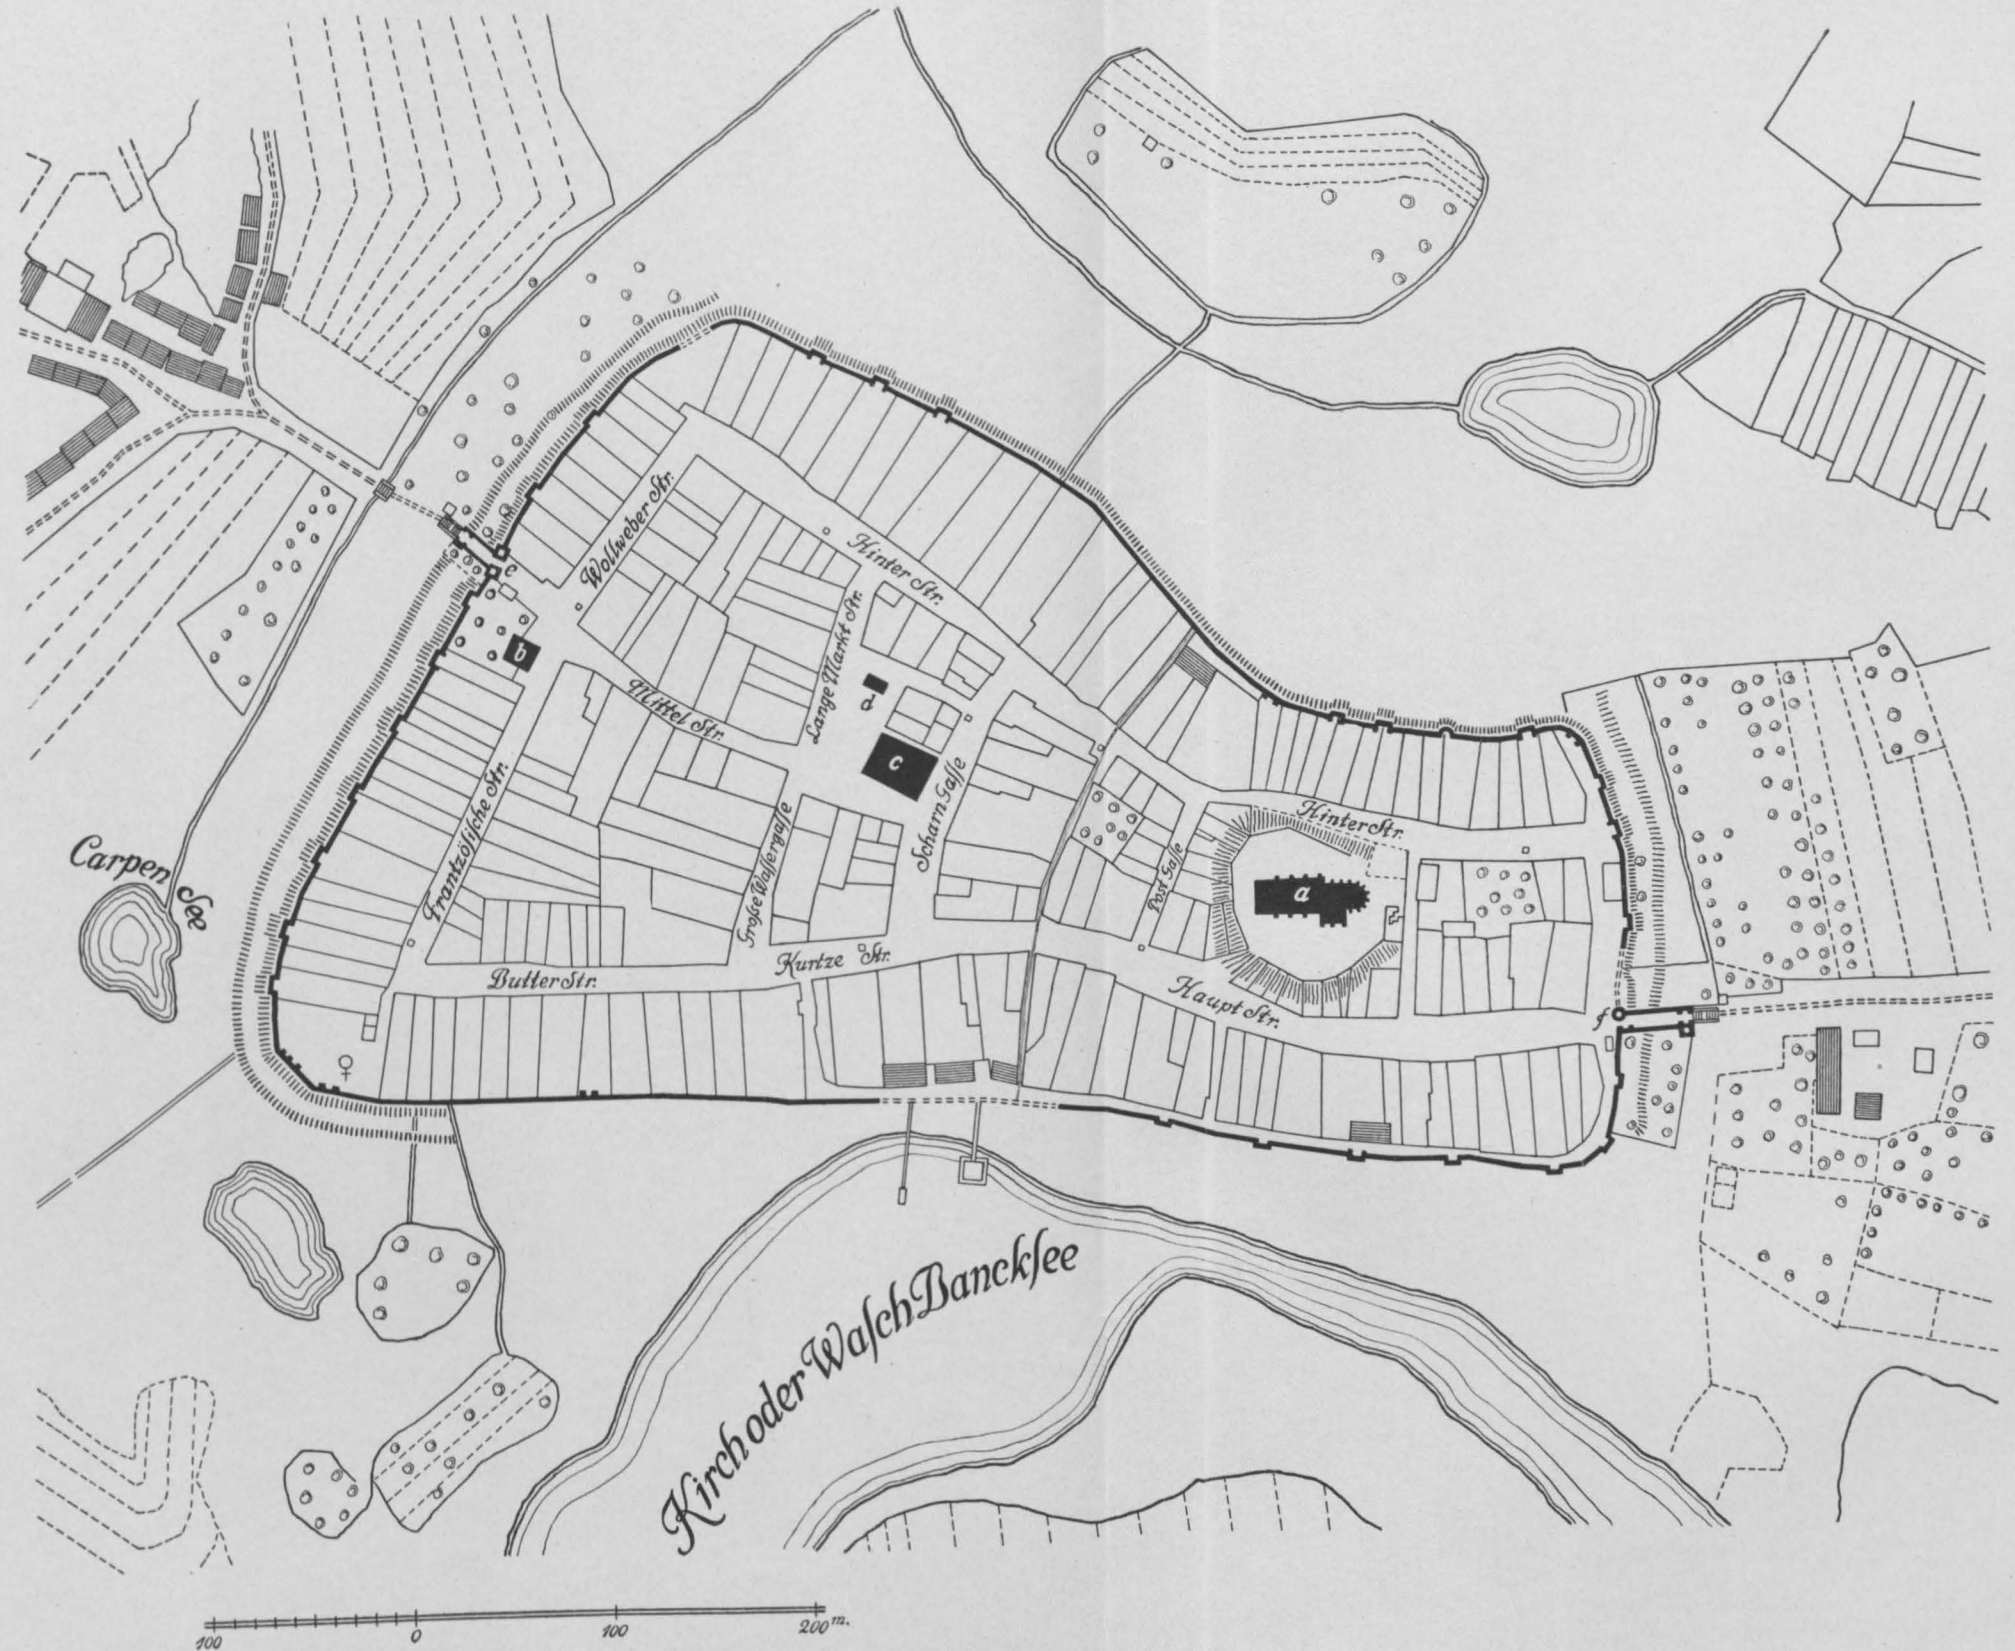 Wollweber Str.
Hinter Str.
e
b
Lange Markt Str.
d
Mittel Str.
c
Scharn Gaſſe
Hinter Str.
Carpen See
Frantzöſiſche Str.
Große Waſſergaſſe
Poſt Gaſſe
a
Butter Str.
Kurtze Str.
Haupt Str.
f
Kirch oder Waſch Banckſee
100 0 100 200 m.